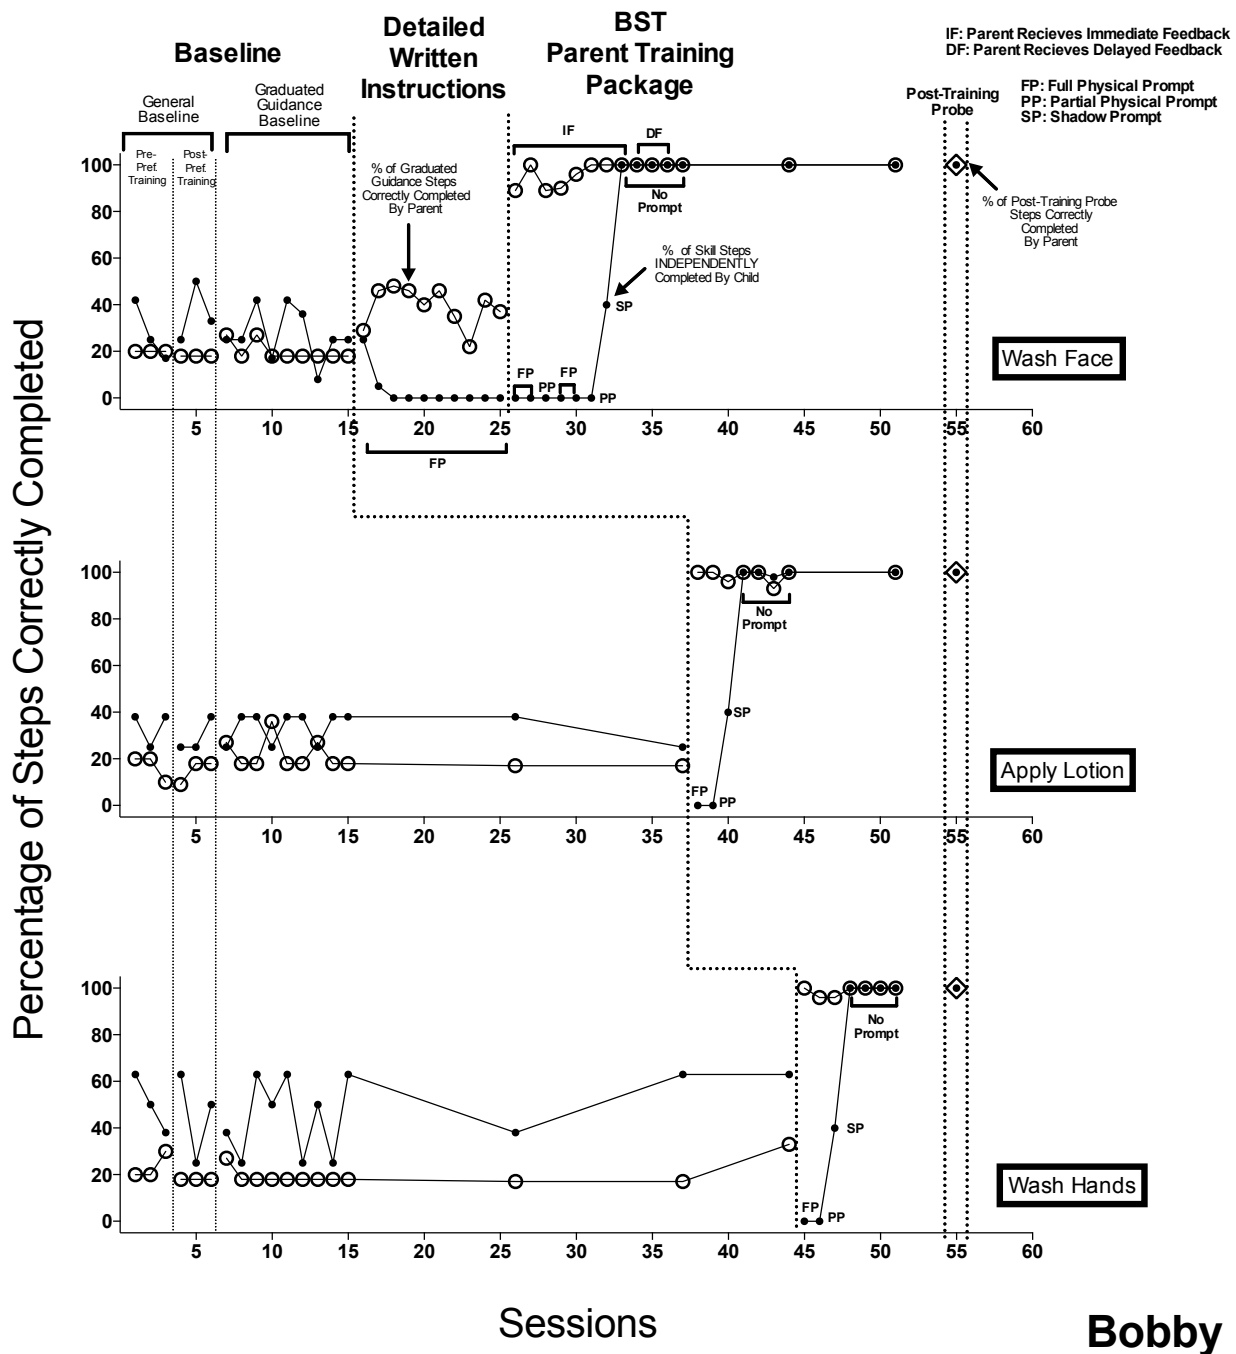 Baseline
Detailed
Written
Instructions
BST
Parent Training
Package
IF: Parent Recieves Immediate Feedback
DF: Parent Recieves Delayed Feedback
FP: Full Physical Prompt
PP: Partial Physical Prompt
SP: Shadow Prompt
Post-Training
Probe
General
Baseline
Graduated
Guidance
Baseline
Pre-
Pref.
Training
Post-
Pref.
Training
% of Graduated
Guidance Steps
Correctly Completed
By Parent
IF
DF
No
Prompt
% of Skill Steps
INDEPENDENTLY
Completed By Child
% of Post-Training Probe
Steps Correctly
Completed
By Parent
100
80
60
40
20
0
SP
FP
PP
FP
PP
Wash Face
5 10 15 20 25 30 35 40 45 50 55 60
FP
Percentage of Steps Correctly Completed
100
80
60
40
20
0
No
Prompt
SP
FP
PP
Apply Lotion
5 10 15 20 25 30 35 40 45 50 55 60
100
80
60
40
20
0
No
Prompt
SP
FP
PP
Wash Hands
5 10 15 20 25 30 35 40 45 50 55 60
Sessions
Bobby